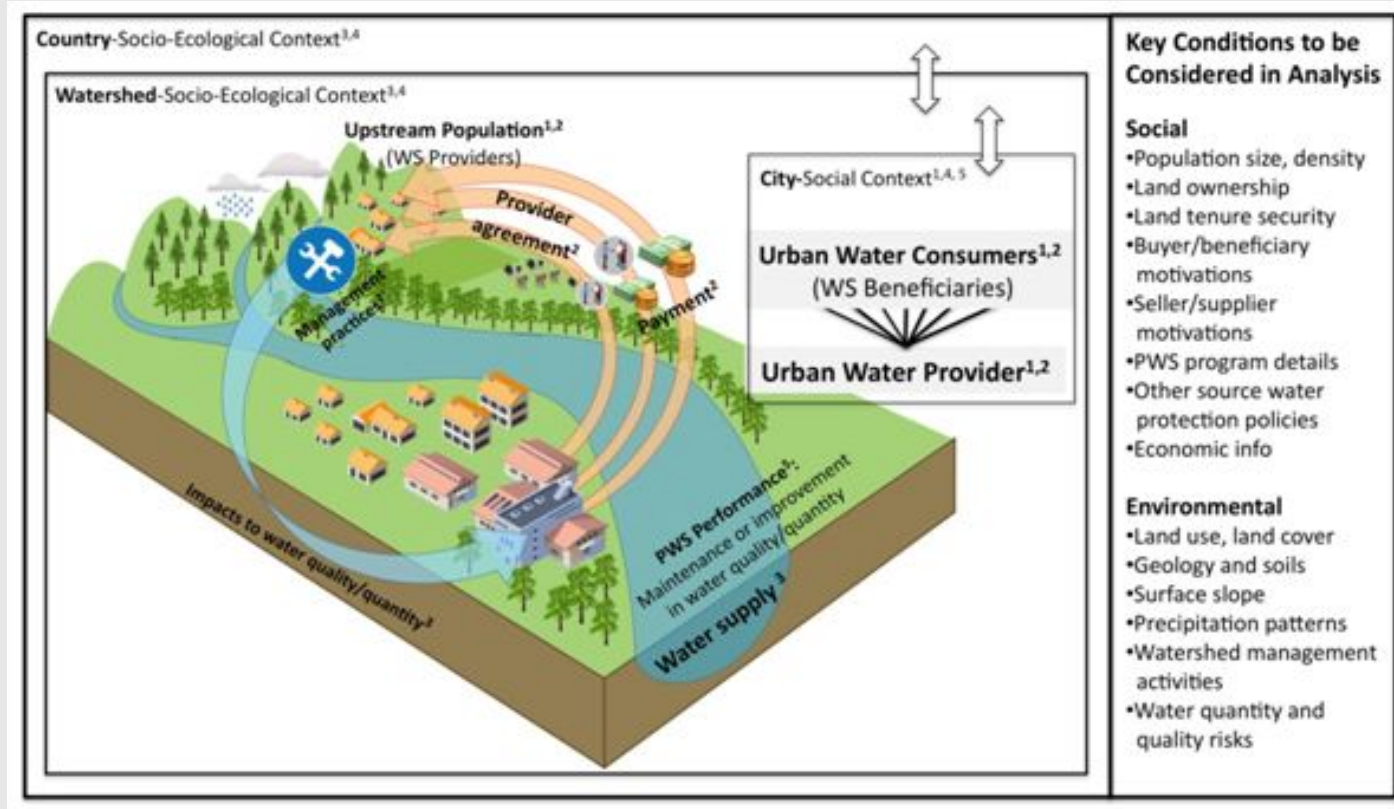 Country-Socio-Ecological Context3,4
Watershed-Socio-Ecological Context3,4
Upstream Population1,2
(WS Providers)
Provider
agreement2
Payment2
Management
practices
Impacts to water quality/quantity3
PWS Performance5:
Maintenance or improvement
in water quality/quantity
Water supply 3
City-Social Context1,4, 5
Urban Water Consumers1,2
(WS Beneficiaries)
Urban Water Provider1,2
Key Conditions to be
Considered in Analysis
Social
•Population size, density
•Land ownership
•Land tenure security
•Buyer/beneficiary
motivations
•Seller/supplier
motivations
•PWS program details
•Other source water
protection policies
•Economic info
Environmental
•Land use, land cover
•Geology and soils
•Surface slope
•Precipitation patterns
•Watershed management
activities
•Water quantity and
quality risks